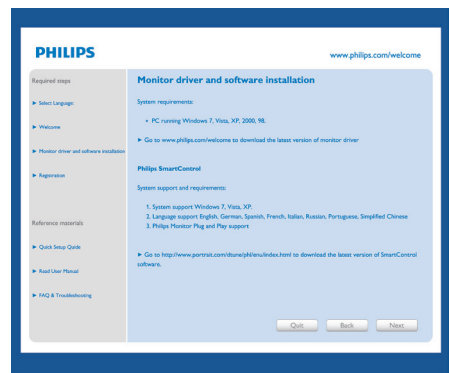 PHILIPS
www.philips.com/welcome
Required steps
Select Language
Welcome
Monitor driver and software installation
Registration
Reference materials
Quick Setup Guide
Read User Manual
FAQ & Troubleshooting
Monitor driver and software installation
System requirements:
• PC running Windows 7, Vista, XP, 2000, 98.
Go to www.philips.com/welcome to download the latest version of monitor driver
Philips SmartControl
System support and requirements:
1. System support Windows 7, Vista, XP.
2. Language support English, German, Spanish, French, Italian, Russian, Portuguese, Simplified Chinese
3. Philips Monitor Plug and Play support
Go to http://www.portrait.com/dtune/phl/enu/index.html to download the latest version of SmartControl
software.
Quit
Back
Next